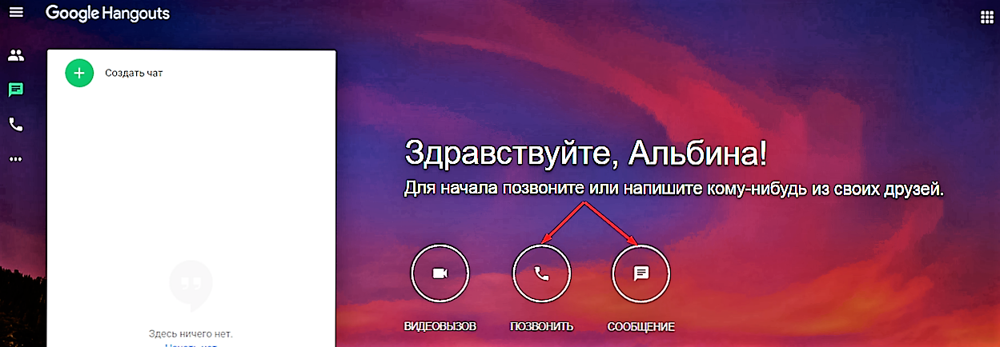 Google Hangouts
Создать чат
Здравствуйте, Альбина!
Для начала позвоните или напишите кому-нибудь из своих друзей.
ВИДЕОВЫЗОВ ПОЗВОНИТЬ СООБЩЕНИЕ
Здесь ничего нет.